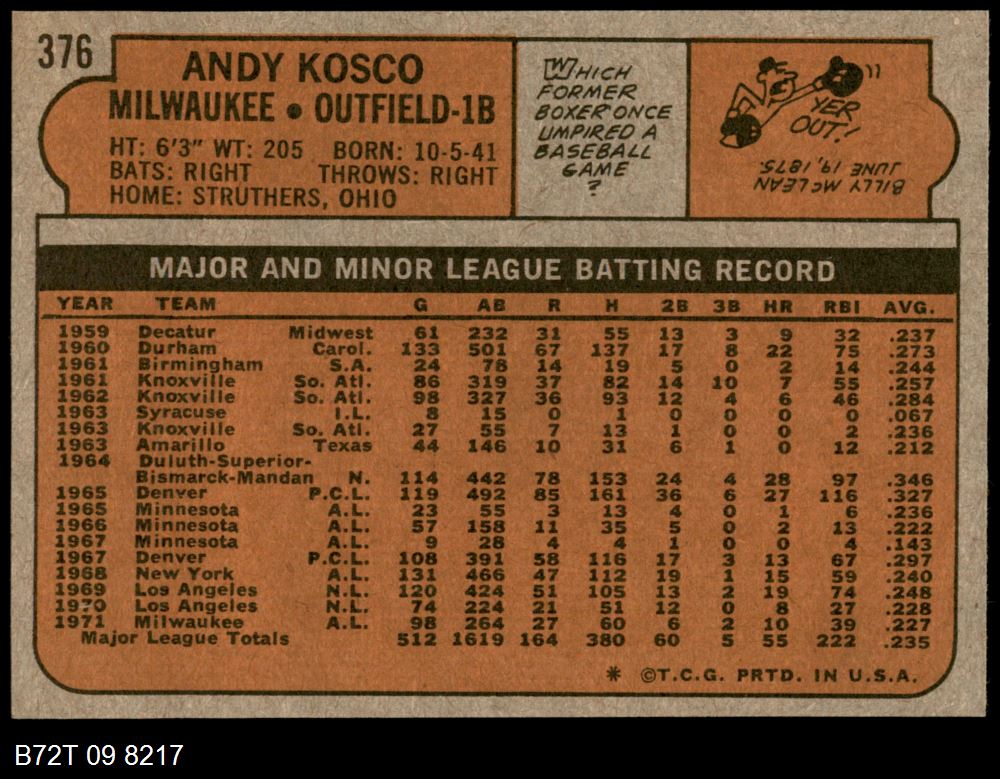 376
ANDY KOSCO
MILWAUKEE • OUTFIELD-1B
HT: 6'3" WT: 205 BORN: 10-5-41
BATS: RIGHT THROWS: RIGHT
HOME: STRUTHERS, OHIO
WHICH
FORMER
BOXER ONCE
UMPIRED A
BASEBALL
GAME
?
YER
OUT!
BILLY McLEAN
JUNE 19, 1875.
MAJOR AND MINOR LEAGUE BATTING RECORD
YEAR TEAM G AB R H 2B 3B HR RBI AVG.
1959 Decatur Midwest 61 232 31 55 13 3 9 32 .237
1960 Durham Carol. 133 501 67 137 17 8 22 75 .273
1961 Birmingham S.A. 24 78 14 19 5 0 2 14 .244
1961 Knoxville So. Atl. 86 319 37 82 14 10 7 55 .257
1962 Knoxville So. Atl. 98 327 36 93 12 4 6 46 .284
1963 Syracuse I.L. 8 15 0 1 0 0 0 0 .067
1963 Knoxville So. Atl. 27 55 7 13 1 0 0 2 .236
1963 Amarillo Texas 44 146 10 31 6 1 0 12 .212
1964 Duluth-Superior-
Bismarck-Mandan N. 114 442 78 153 24 4 28 97 .346
1965 Denver P.C.L. 119 492 85 161 36 6 27 116 .327
1965 Minnesota A.L. 23 55 3 13 4 0 1 6 .236
1966 Minnesota A.L. 57 158 11 35 5 0 2 13 .222
1967 Minnesota A.L. 9 28 4 4 1 0 0 4 .143
1967 Denver P.C.L. 108 391 58 116 17 3 13 67 .297
1968 New York A.L. 131 466 47 112 19 1 15 59 .240
1969 Los Angeles N.L. 120 424 51 105 13 2 19 74 .248
1970 Los Angeles N.L. 74 224 21 51 12 0 8 27 .228
1971 Milwaukee A.L. 98 264 27 60 6 2 10 39 .227
Major League Totals 512 1619 164 380 60 5 55 222 .235
* ©T.C.G. PRTD. IN U.S.A.
B72T 09 8217